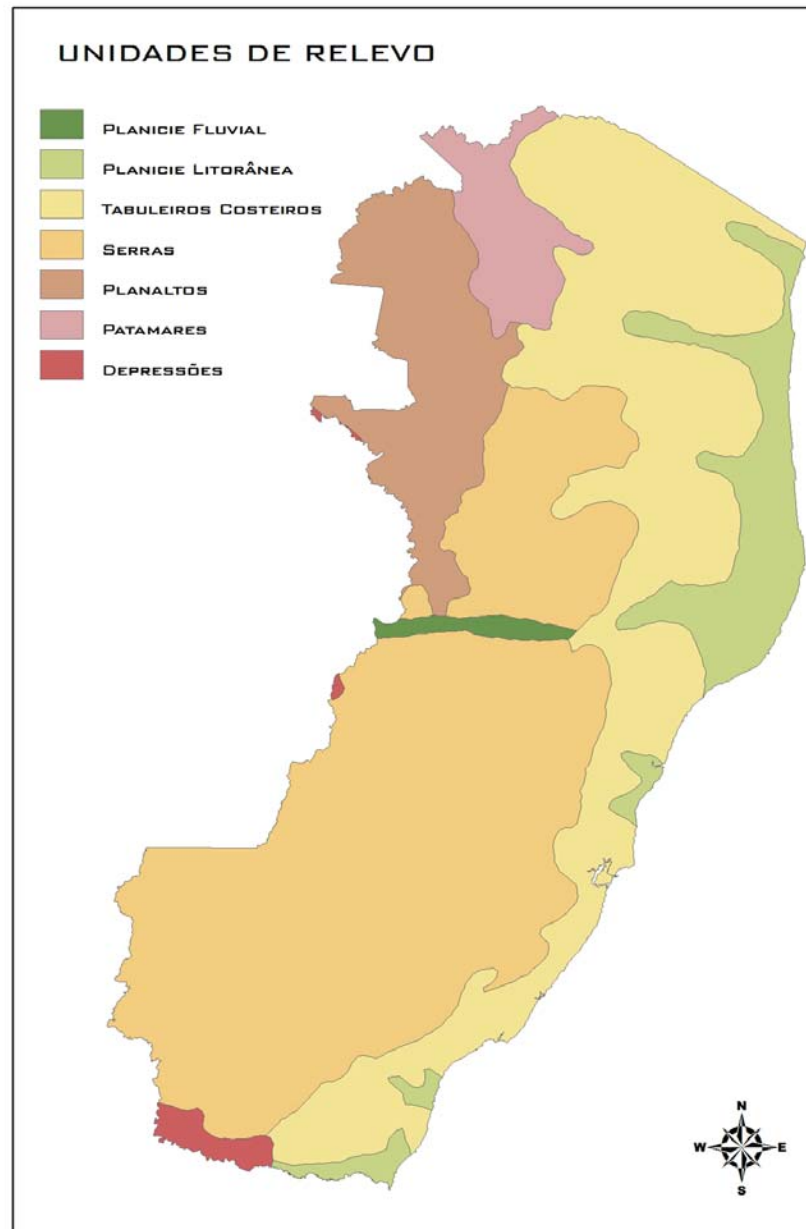 UNIDADES DE RELEVO
PLANICIE FLUVIAL
PLANICIE LITORÂNEA
TABULEIROS COSTEIROS
SERRAS
PLANALTOS
PATAMARES
DEPRESSÕES
N
W E
S